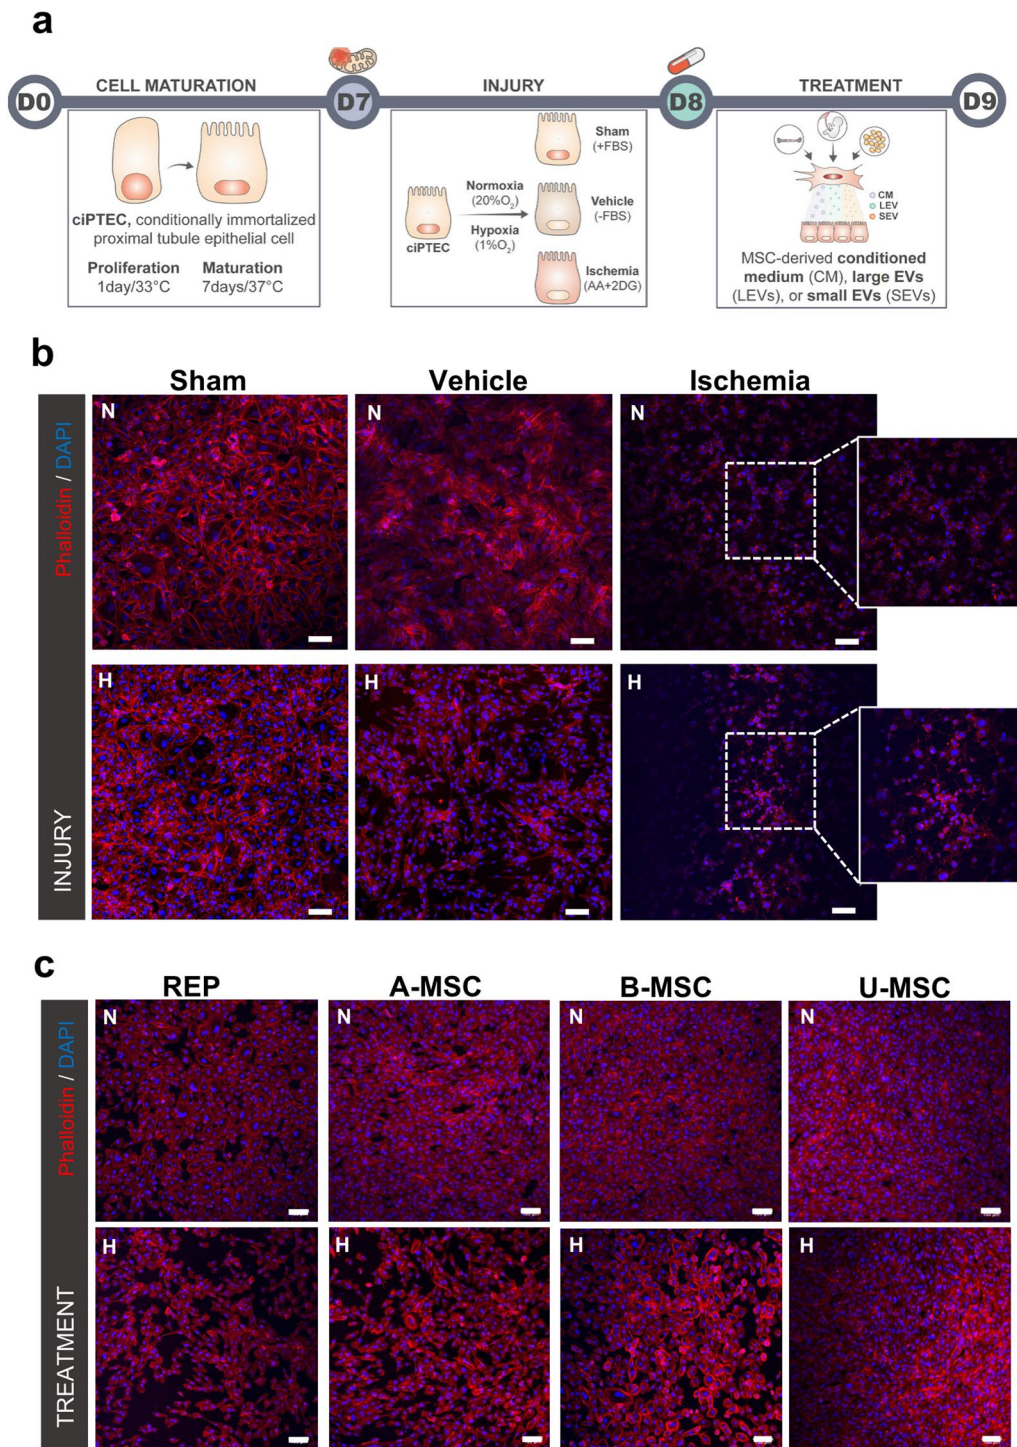 a
CELL MATURATION
INJURY
TREATMENT
D0
D7
D8
D9
ciPTEC, conditionally immortalized
proximal tubule epithelial cell
Proliferation
1day/33°C
Maturation
7days/37°C
ciPTEC
Normoxia
(20%O₂)
Hypoxia
(1%O₂)
Sham
(+FBS)
Vehicle
(-FBS)
Ischemia
(AA+2DG)
CM
LEV
SEV
MSC-derived conditioned
medium (CM), large EVs
(LEVs), or small EVs (SEVs)
b
Sham
Vehicle
Ischemia
Phalloidin / DAPI
INJURY
N
N
N
H
H
H
c
REP
A-MSC
B-MSC
U-MSC
Phalloidin / DAPI
TREATMENT
N
N
N
N
H
H
H
H